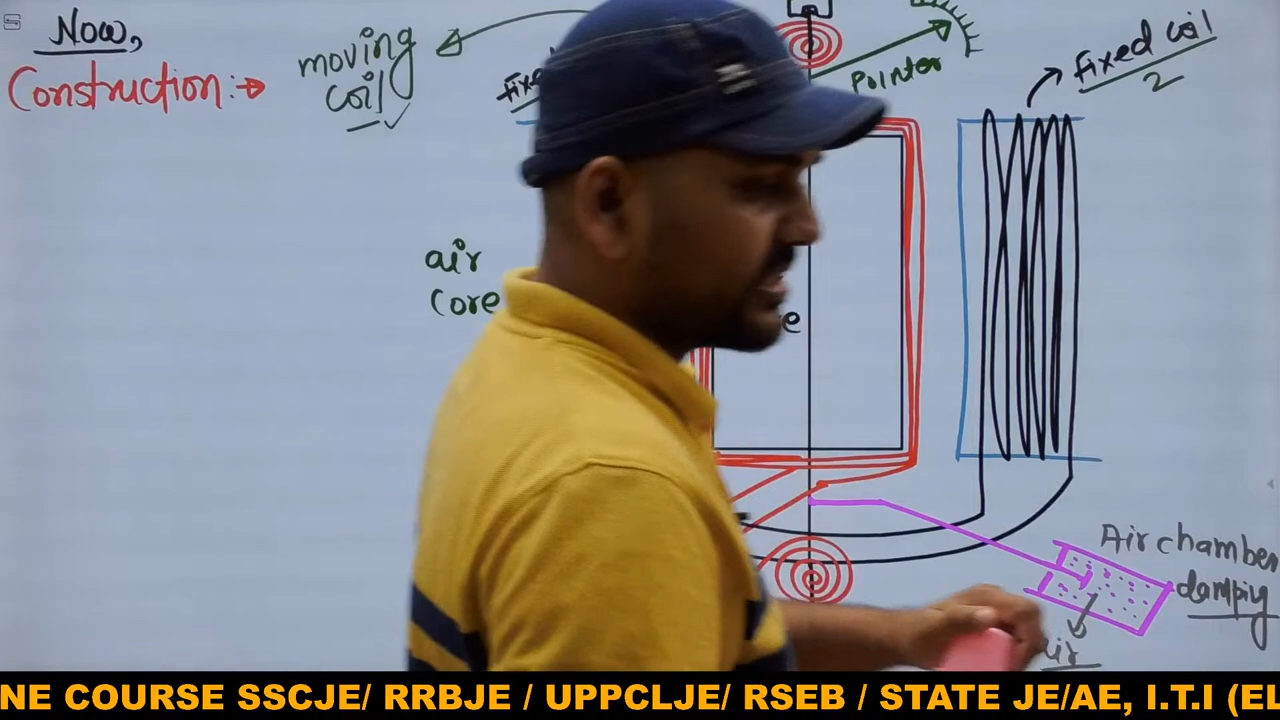 Now,
Construction:→
moving
coil ✓
Pointer
Fixed coil
2
air
core
Air chamber
damping
NE COURSE SSCJE/ RRBJE / UPPCLJE/ RSEB / STATE JE/AE, I.T.I (EL